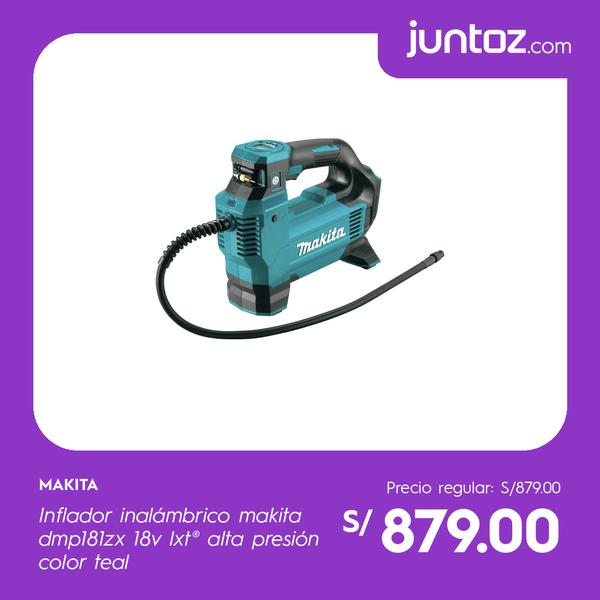 juntoz.com
makita
MAKITA
Inflador inalámbrico makita
dmp181zx 18v lxt® alta presión
color teal
Precio regular: S/879.00
S/ 879.00